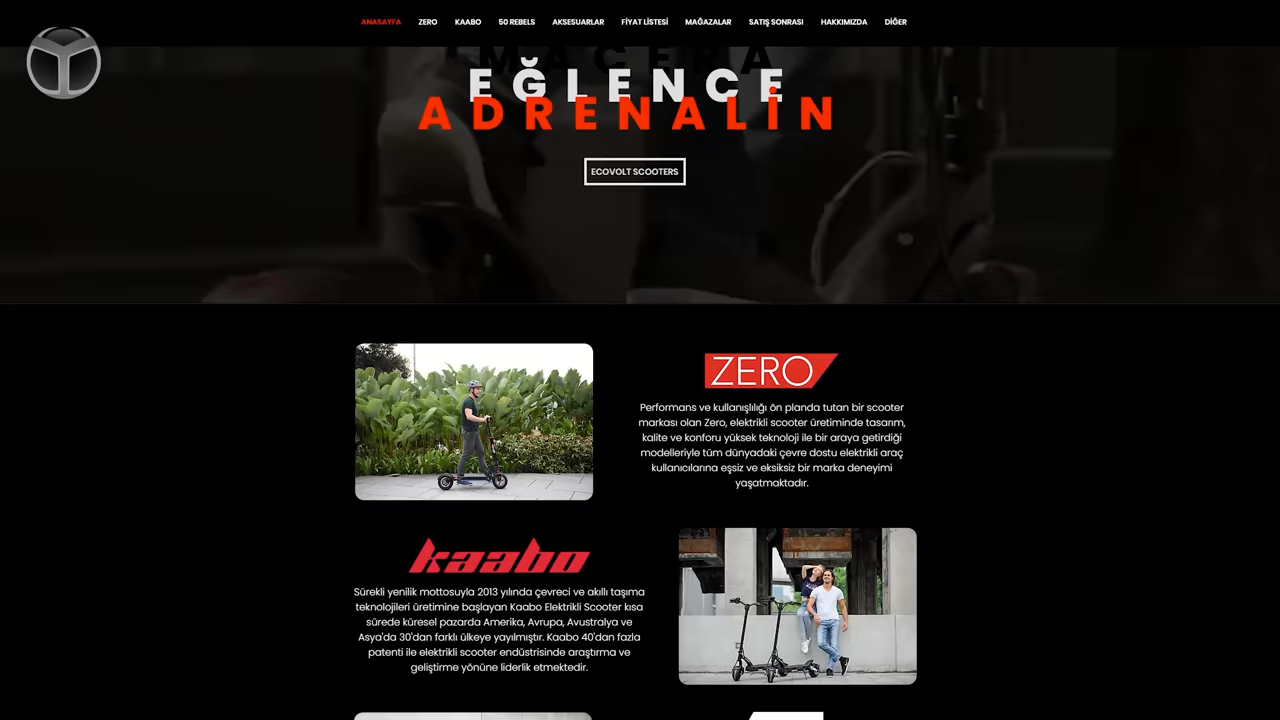 ANASAYFA ZERO KAABO 50 REBELS AKSESUARLAR FİYAT LİSTESİ MAĞAZALAR SATIŞ SONRASI HAKKIMIZDA DİĞER
MACERA
EĞLENCE
ADRENALİN
ECOVOLT SCOOTERS
ZERO
Performans ve kullanışlılığı ön planda tutan bir scooter
markası olan Zero, elektrikli scooter üretiminde tasarım,
kalite ve konforu yüksek teknoloji ile bir araya getirdiği
modelleriyle tüm dünyadaki çevre dostu elektrikli araç
kullanıcılarına eşsiz ve eksiksiz bir marka deneyimi
yaşatmaktadır.
kaabo
Sürekli yenilik mottosuyla 2013 yılında çevreci ve akıllı taşıma
teknolojileri üretimine başlayan Kaabo Elektrikli Scooter kısa
sürede küresel pazarda Amerika, Avrupa, Avustralya ve
Asya'da 30'dan farklı ülkeye yayılmıştır. Kaabo 40'dan fazla
patenti ile elektrikli scooter endüstrisinde araştırma ve
geliştirme yönüne liderlik etmektedir.